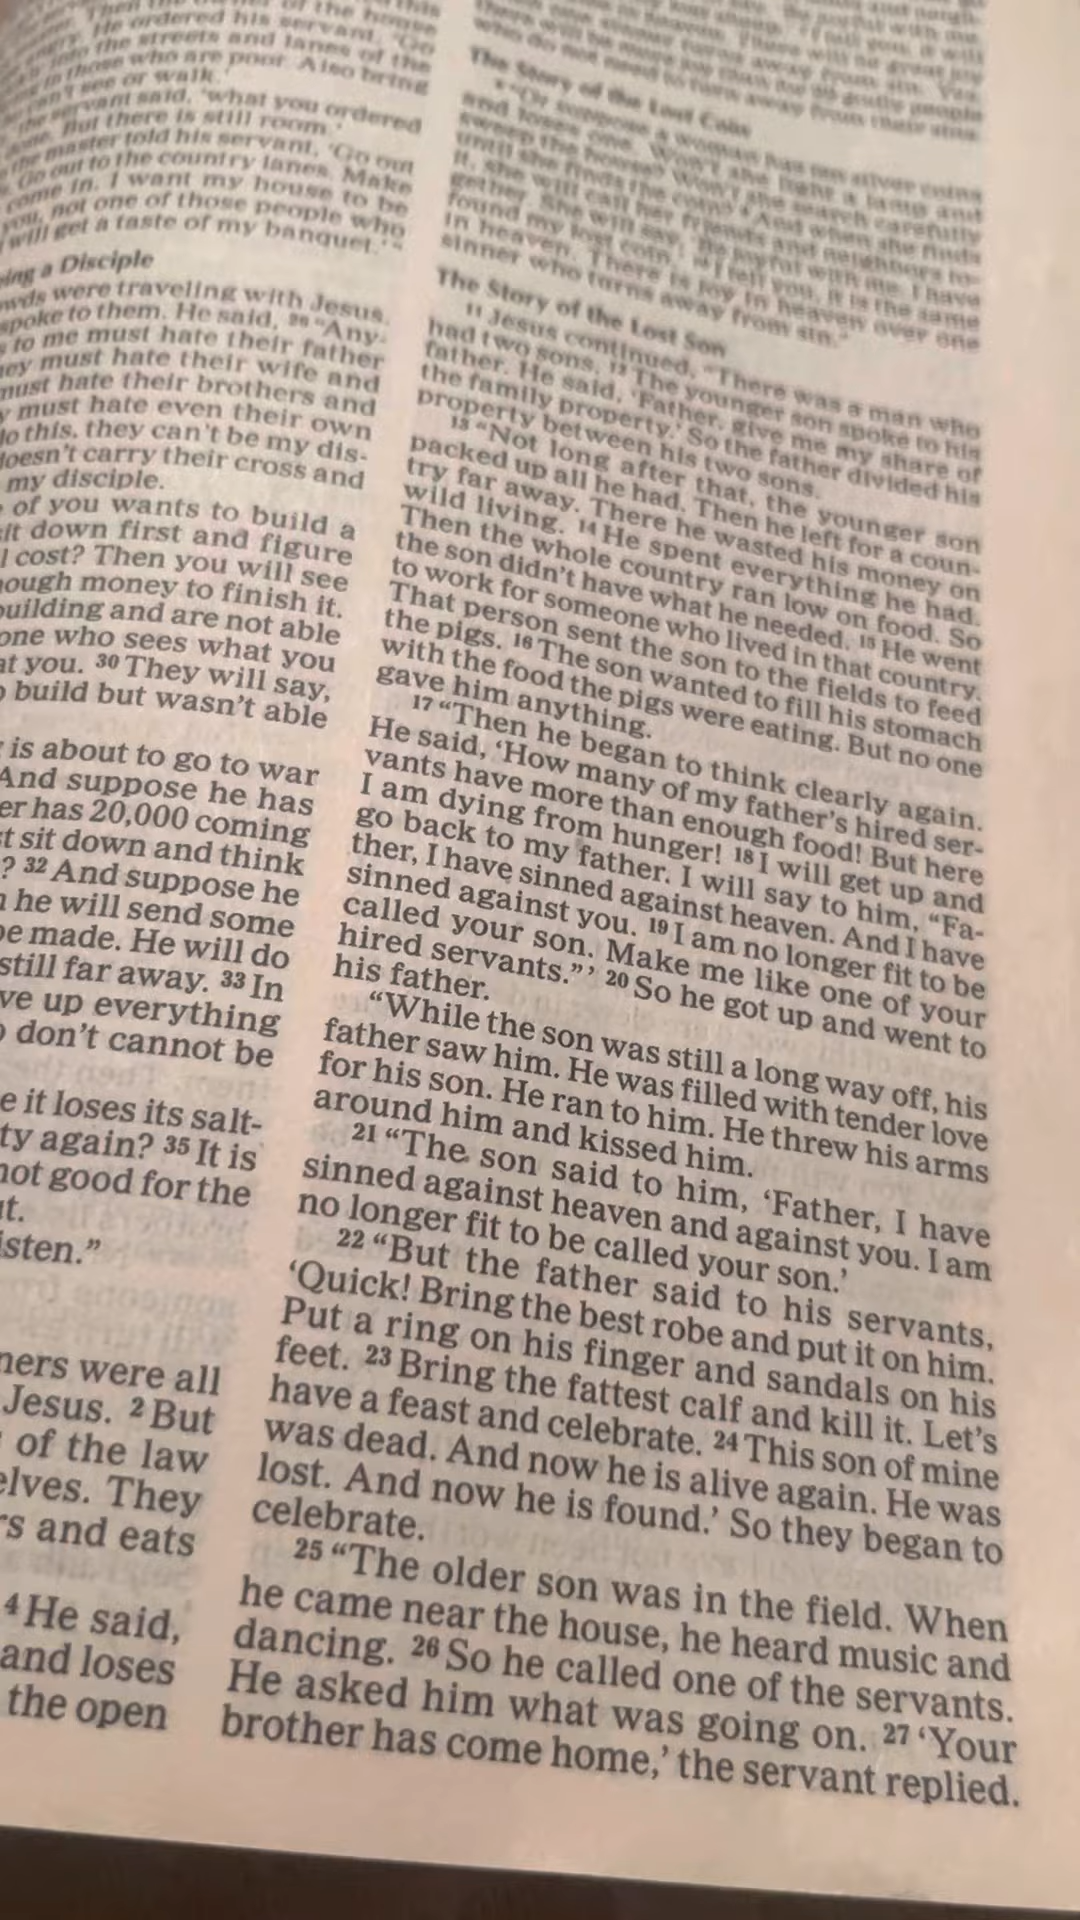 He ordered his servant, 'Go
into the streets and lanes of the
those who are poor. Also bring
can't see or walk.'
servant said, 'what you ordered
But there is still room.'
master told his servant, 'Go out
Go out to the country lanes. Make
come in. I want my house to be
you, not one of those people who
will get a taste of my banquet.'"
a Disciple
were traveling with Jesus.
spoke to them. He said, 26 "Any-
to me must hate their father
must hate their wife and
must hate their brothers and
must hate even their own
this, they can't be my dis-
doesn't carry their cross and
my disciple.
of you wants to build a
sit down first and figure
cost? Then you will see
money to finish it.
building and are not able
one who sees what you
at you. 30 They will say,
build but wasn't able
is about to go to war
And suppose he has
has 20,000 coming
sit down and think
? 32 And suppose he
he will send some
be made. He will do
still far away. 33 In
up everything
don't cannot be
it loses its salt-
again? 35 It is
not good for the
listen."
were all
Jesus. 2 But
of the law
They
and eats
4 He said,
and loses
the open
The Story of the Lost Coin
8 "Or suppose a woman has ten silver coins
and loses one. Won't she light a lamp and
sweep the house? Won't she search carefully
until she finds the coin? 9 And when she finds
it, she will call her friends and neighbors to-
gether. She will say, 'Be joyful with me. I have
found my lost coin.' 10 I tell you, it is the same
in heaven. There is joy in heaven over one
sinner who turns away from sin."
The Story of the Lost Son
11 Jesus continued, "There was a man who
had two sons. 12 The younger son spoke to his
father. He said, 'Father, give me my share of
the family property.' So the father divided his
property between his two sons.
13 "Not long after that, the younger son
packed up all he had. Then he left for a coun-
try far away. There he wasted his money on
wild living. 14 He spent everything he had.
Then the whole country ran low on food. So
the son didn't have what he needed. 15 He went
to work for someone who lived in that country.
That person sent the son to the fields to feed
the pigs. 16 The son wanted to fill his stomach
with the food the pigs were eating. But no one
gave him anything.
17 "Then he began to think clearly again.
He said, 'How many of my father's hired ser-
vants have more than enough food! But here
I am dying from hunger! 18 I will get up and
go back to my father. I will say to him, "Fa-
ther, I have sinned against heaven. And I have
sinned against you. 19 I am no longer fit to be
called your son. Make me like one of your
hired servants."' 20 So he got up and went to
his father.
"While the son was still a long way off, his
father saw him. He was filled with tender love
for his son. He ran to him. He threw his arms
around him and kissed him.
21 "The son said to him, 'Father, I have
sinned against heaven and against you. I am
no longer fit to be called your son.'
22 "But the father said to his servants,
'Quick! Bring the best robe and put it on him.
Put a ring on his finger and sandals on his
feet. 23 Bring the fattest calf and kill it. Let's
have a feast and celebrate. 24 This son of mine
was dead. And now he is alive again. He was
lost. And now he is found.' So they began to
celebrate.
25 "The older son was in the field. When
he came near the house, he heard music and
dancing. 26 So he called one of the servants.
He asked him what was going on. 27 'Your
brother has come home,' the servant replied.